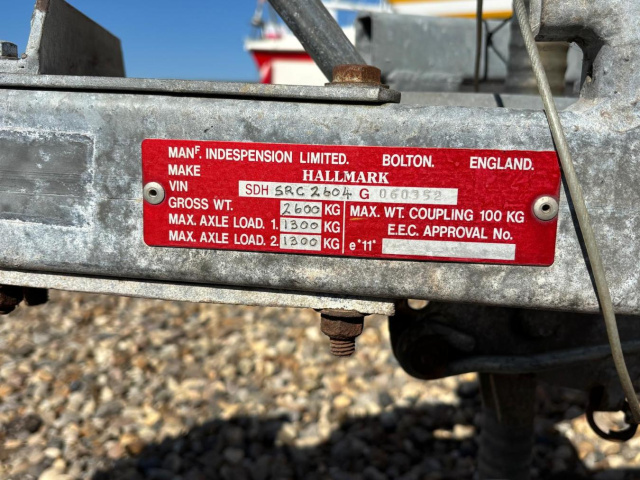 MANF. INDESPENSION LIMITED. BOLTON. ENGLAND.
MAKE HALLMARK
VIN SDH SRC 2604 G 060352
GROSS WT. 2600 KG
MAX. AXLE LOAD. 1. 1300 KG
MAX. AXLE LOAD. 2. 1300 KG
MAX. WT. COUPLING 100 KG
E.E.C. APPROVAL No.
e*11*